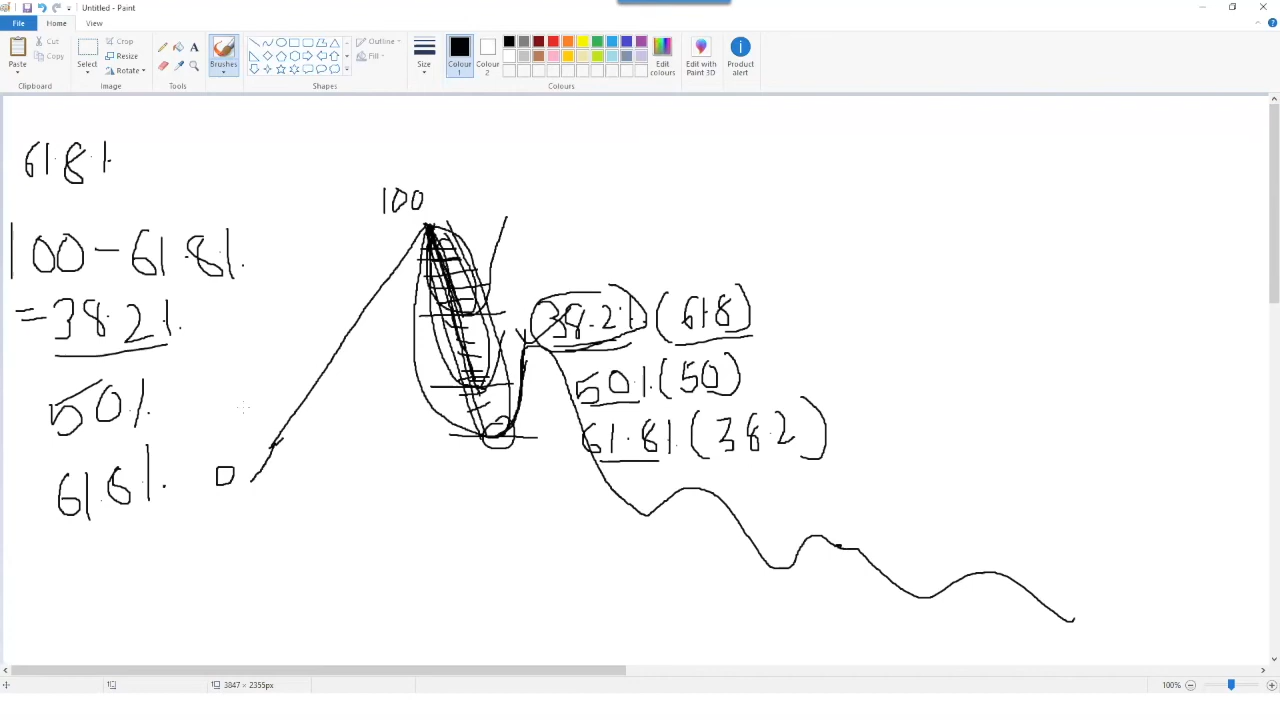 Untitled - Paint
File Home View
Paste
Cut
Copy
Clipboard
Select
Crop
Resize
Rotate
Image
Tools
Brushes
Shapes
Outline
Fill
Size
Colour 1
Colour 2
Edit colours
Edit with Paint 3D
Product alert
Colours
61.8%
100 - 61.8%.
= 38.2%.
50%.
61.8%.
0
100
38.2% (61.8)
50% (50)
61.8% (38.2)
3847 × 2355px
100%